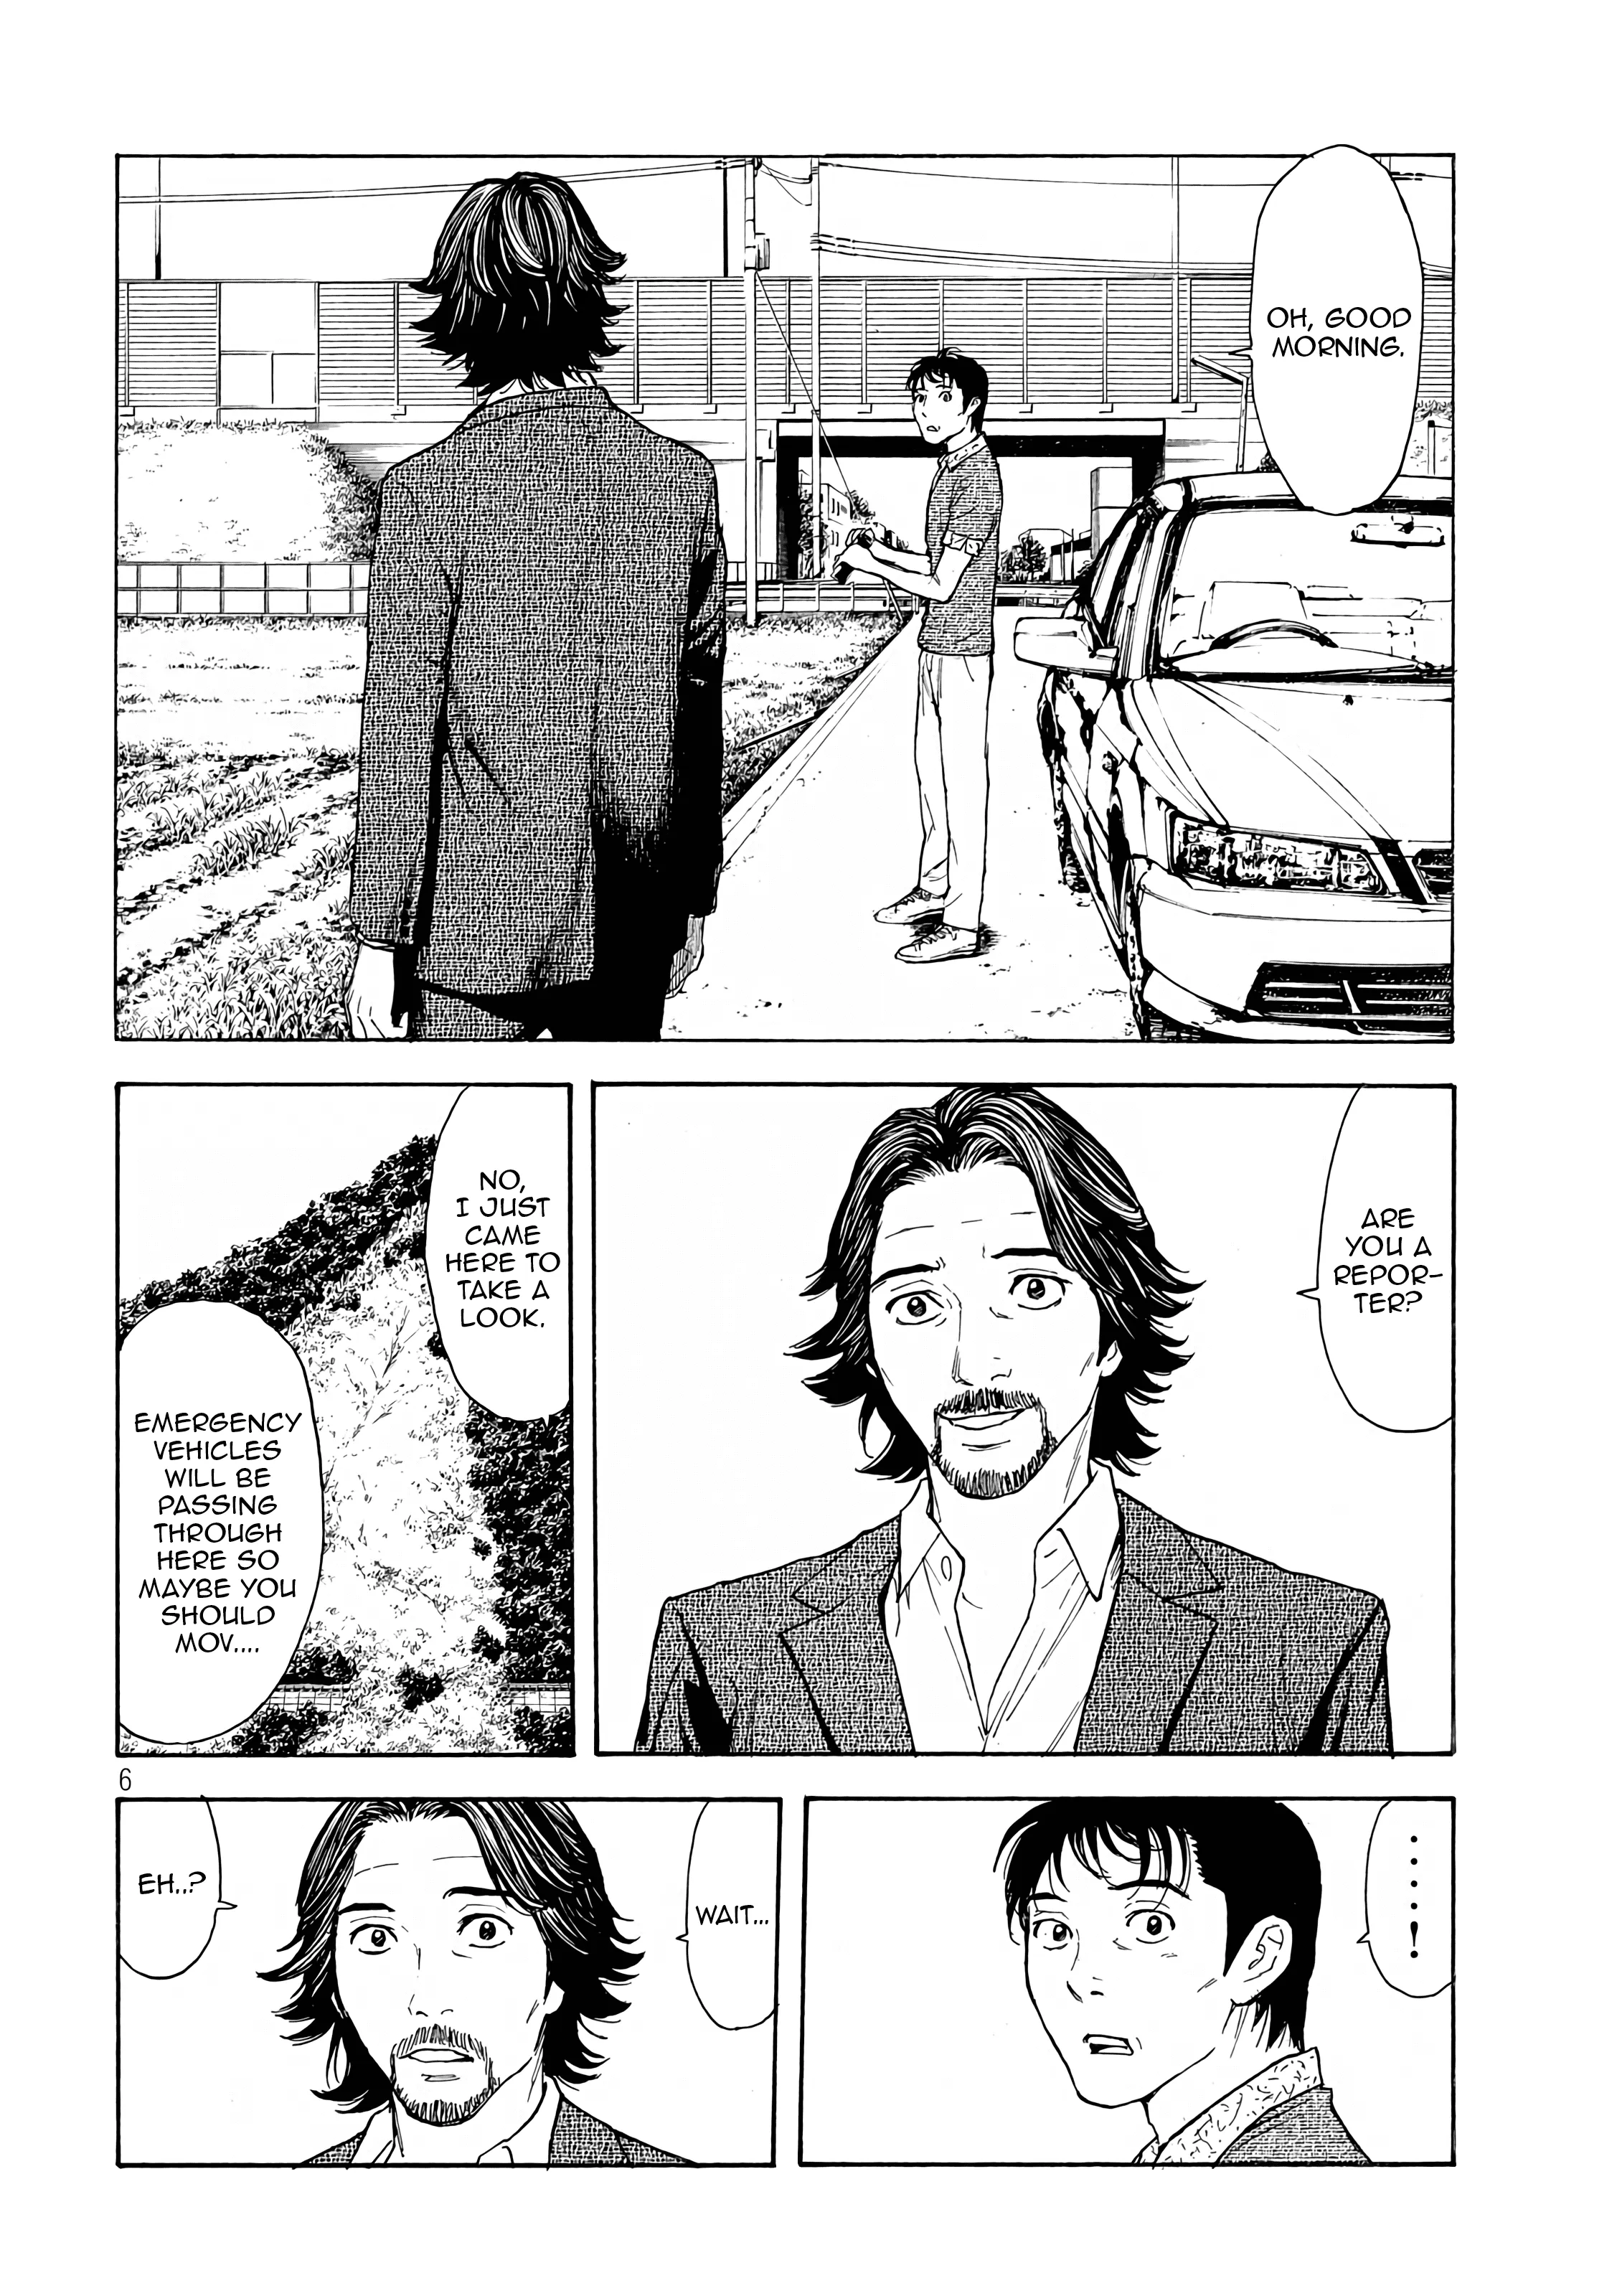 OH, GOOD
MORNING.
ARE
YOU A
REPOR-
TER?
NO,
I JUST
CAME
HERE TO
TAKE A
LOOK.
EMERGENCY
VEHICLES
WILL BE
PASSING
THROUGH
HERE SO
MAYBE YOU
SHOULD
MOV....
6
.....!
WAIT...
EH..?